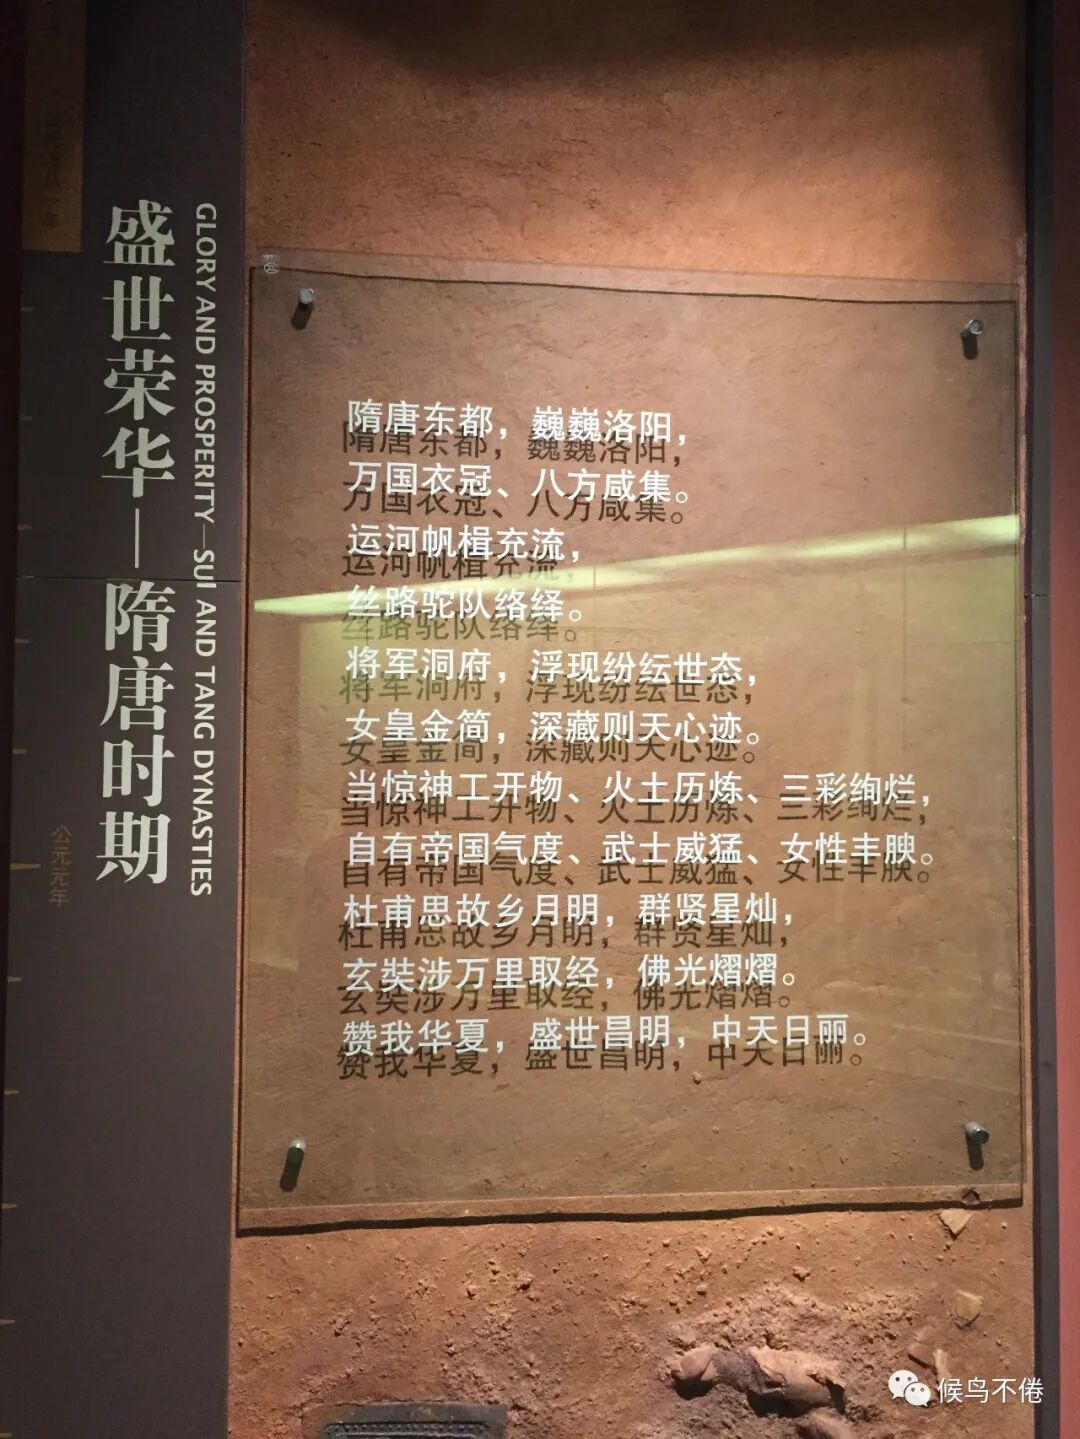 盛世荣华—隋唐时期
GLORY AND PROSPERITY—SUI AND TANG DYNASTIES
公元元年
隋唐东都，巍巍洛阳，
万国衣冠、八方咸集。
运河帆楫充流，
丝路驼队络绎。
将军洞府，浮现纷纭世态，
女皇金简，深藏则天心迹。
当惊神工开物、火土历炼、三彩绚烂，
自有帝国气度、武士威猛、女性丰腴。
杜甫思故乡月明，群贤星灿，
玄奘涉万里取经，佛光熠熠。
赞我华夏，盛世昌明，中天日丽。
候鸟不倦